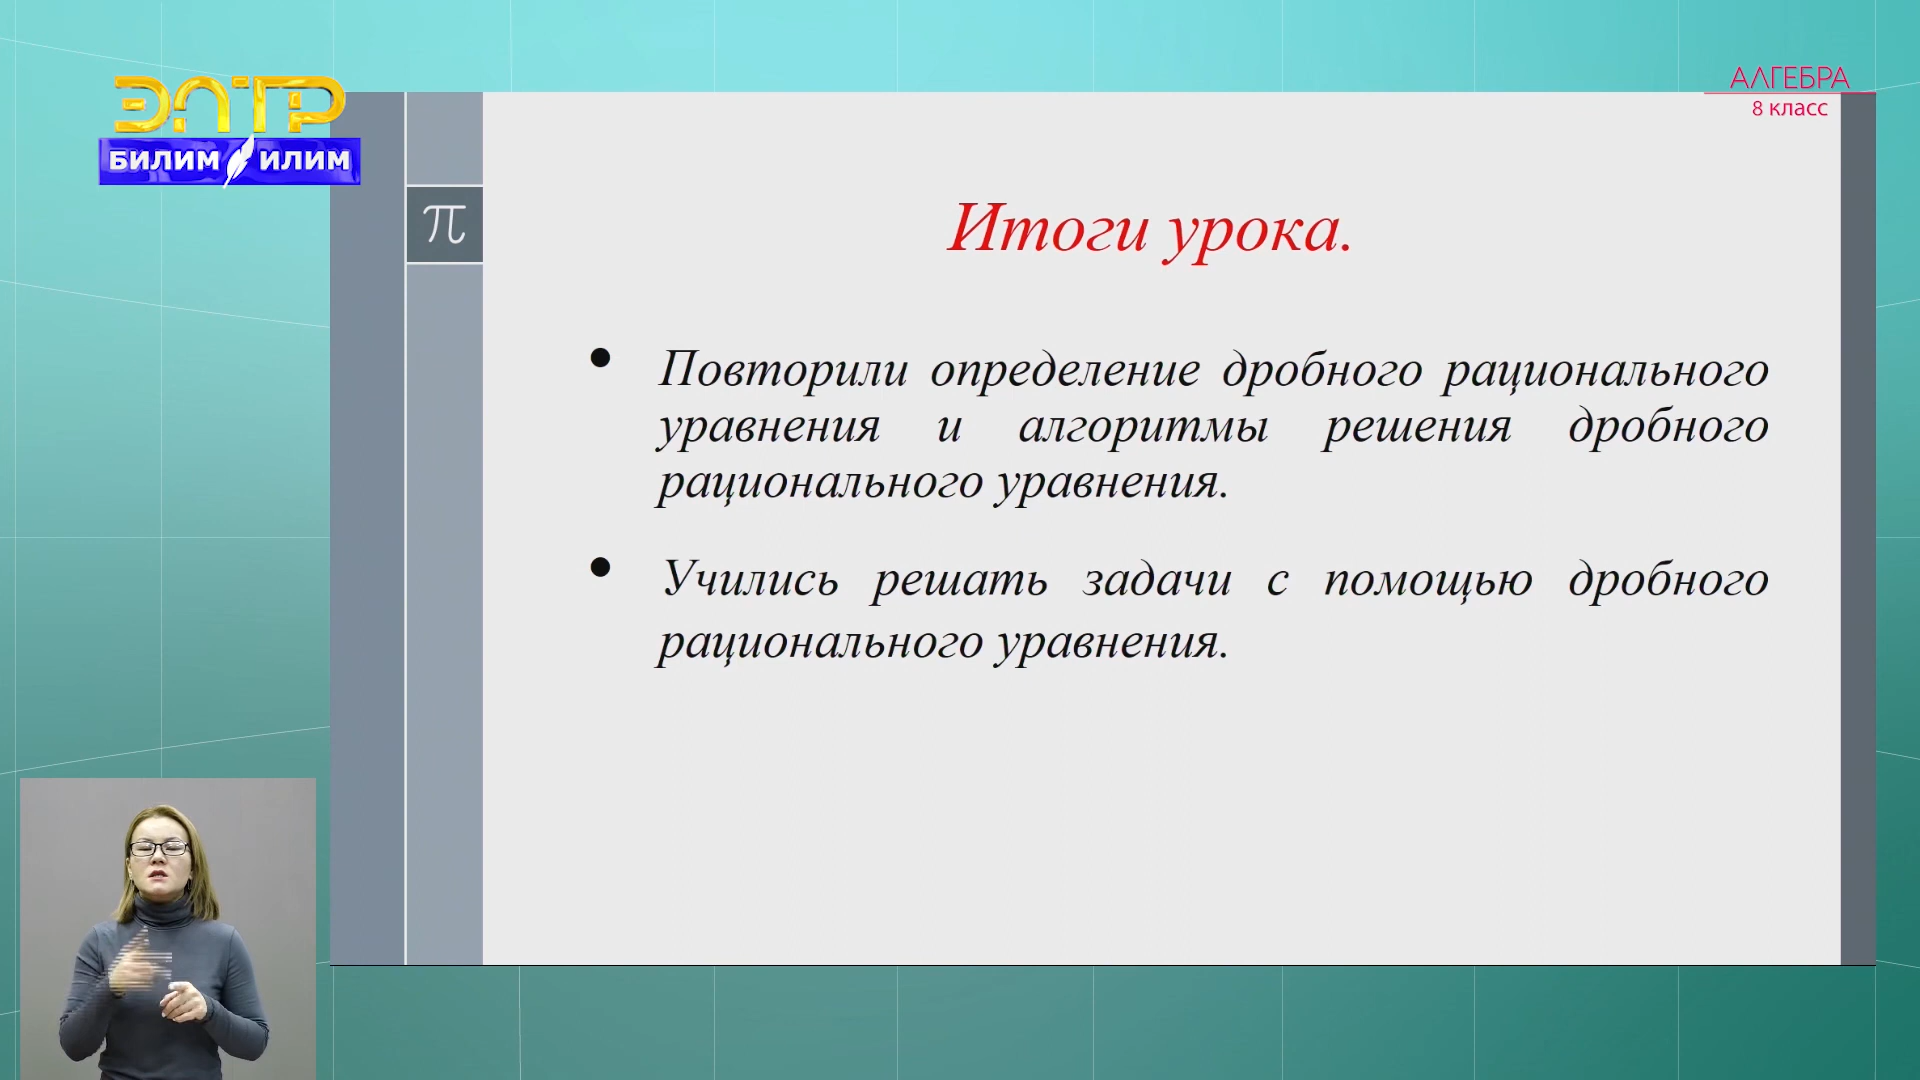 ЭЛТР
БИЛИМ ИЛИМ
АЛГЕБРА
8 класс
π
Итоги урока.
• Повторили определение дробного рационального
уравнения и алгоритмы решения дробного
рационального уравнения.
• Учились решать задачи с помощью дробного
рационального уравнения.